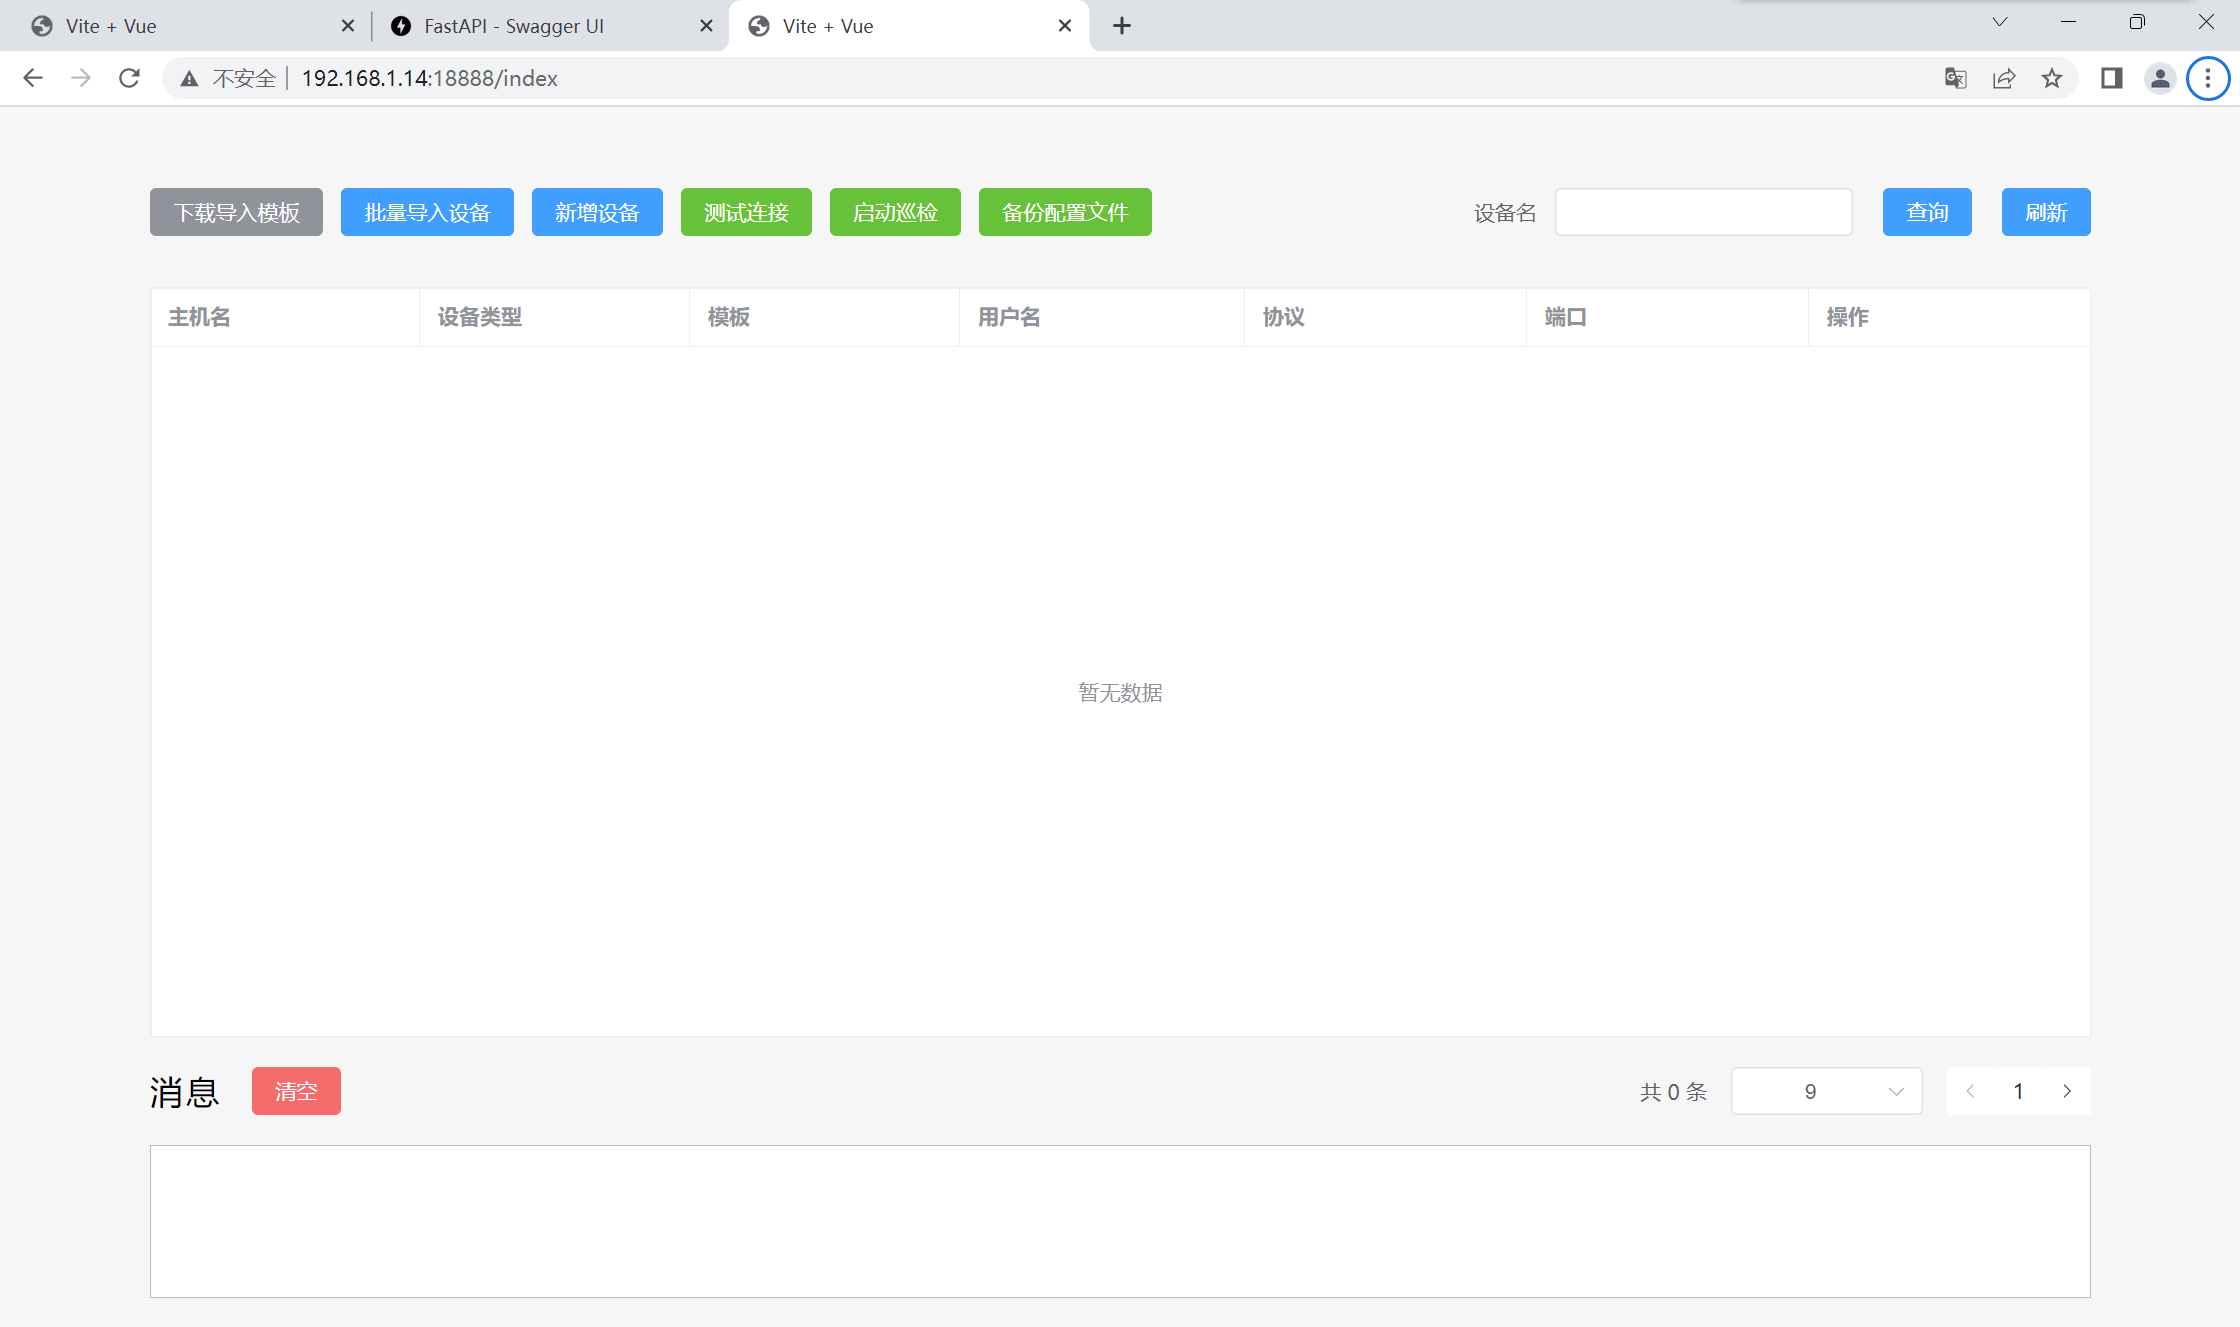 Vite + Vue
FastAPI - Swagger UI
Vite + Vue
不安全 192.168.1.14:18888/index
下载导入模板 批量导入设备 新增设备 测试连接 启动巡检 备份配置文件 设备名 查询 刷新
主机名 设备类型 模板 用户名 协议 端口 操作
暂无数据
消息 清空 共 0 条 9 1